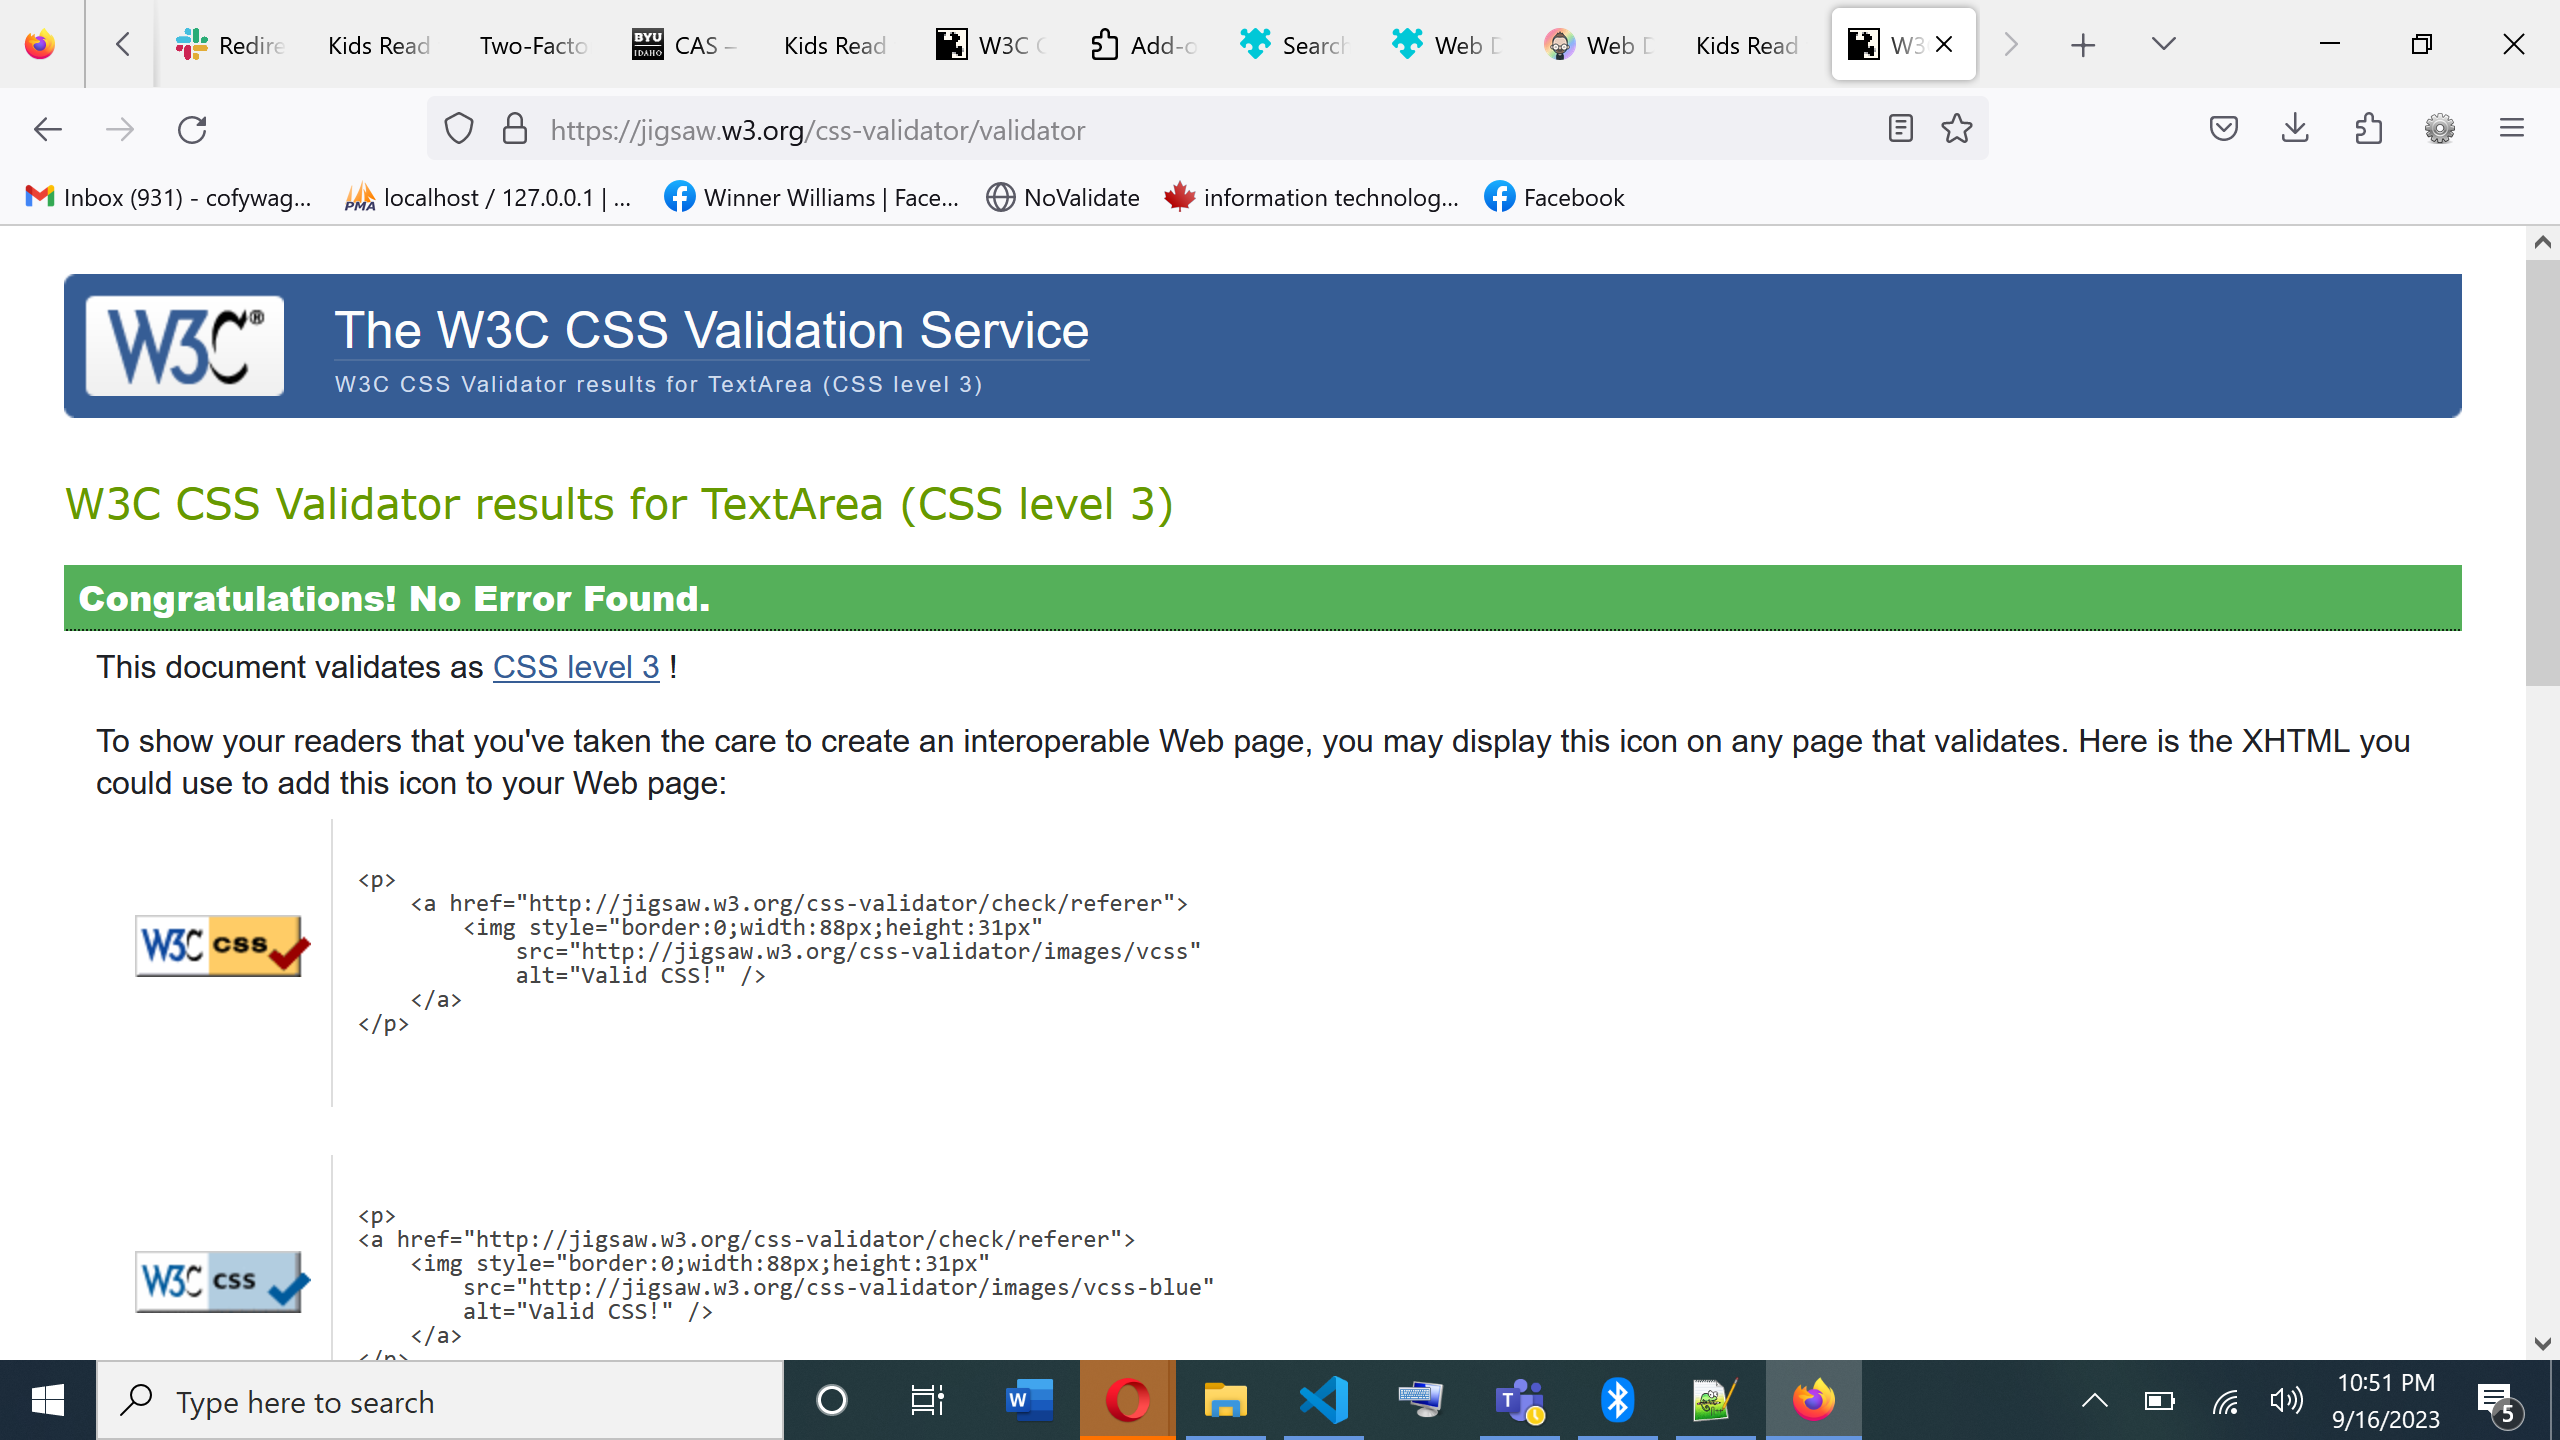 Redire
Kids Read
Two-Facto
BYU
IDAHO
CAS –
Kids Read
W3C C
Add-o
Search
Web D
Web D
Kids Read
W3
https://jigsaw.w3.org/css-validator/validator
Inbox (931) - cofywag...
PMA
localhost / 127.0.0.1 | ...
Winner Williams | Face...
NoValidate
information technolog...
Facebook
W3C®
The W3C CSS Validation Service
W3C CSS Validator results for TextArea (CSS level 3)
W3C CSS Validator results for TextArea (CSS level 3)
Congratulations! No Error Found.
This document validates as CSS level 3 !
To show your readers that you've taken the care to create an interoperable Web page, you may display this icon on any page that validates. Here is the XHTML you
could use to add this icon to your Web page:
W3C css
<p>
<a href="http://jigsaw.w3.org/css-validator/check/referer">
<img style="border:0;width:88px;height:31px"
src="http://jigsaw.w3.org/css-validator/images/vcss"
alt="Valid CSS!" />
</a>
</p>
W3C css
<p>
<a href="http://jigsaw.w3.org/css-validator/check/referer">
<img style="border:0;width:88px;height:31px"
src="http://jigsaw.w3.org/css-validator/images/vcss-blue"
alt="Valid CSS!" />
</a>
</p>
Type here to search
W
T
10:51 PM
9/16/2023
5